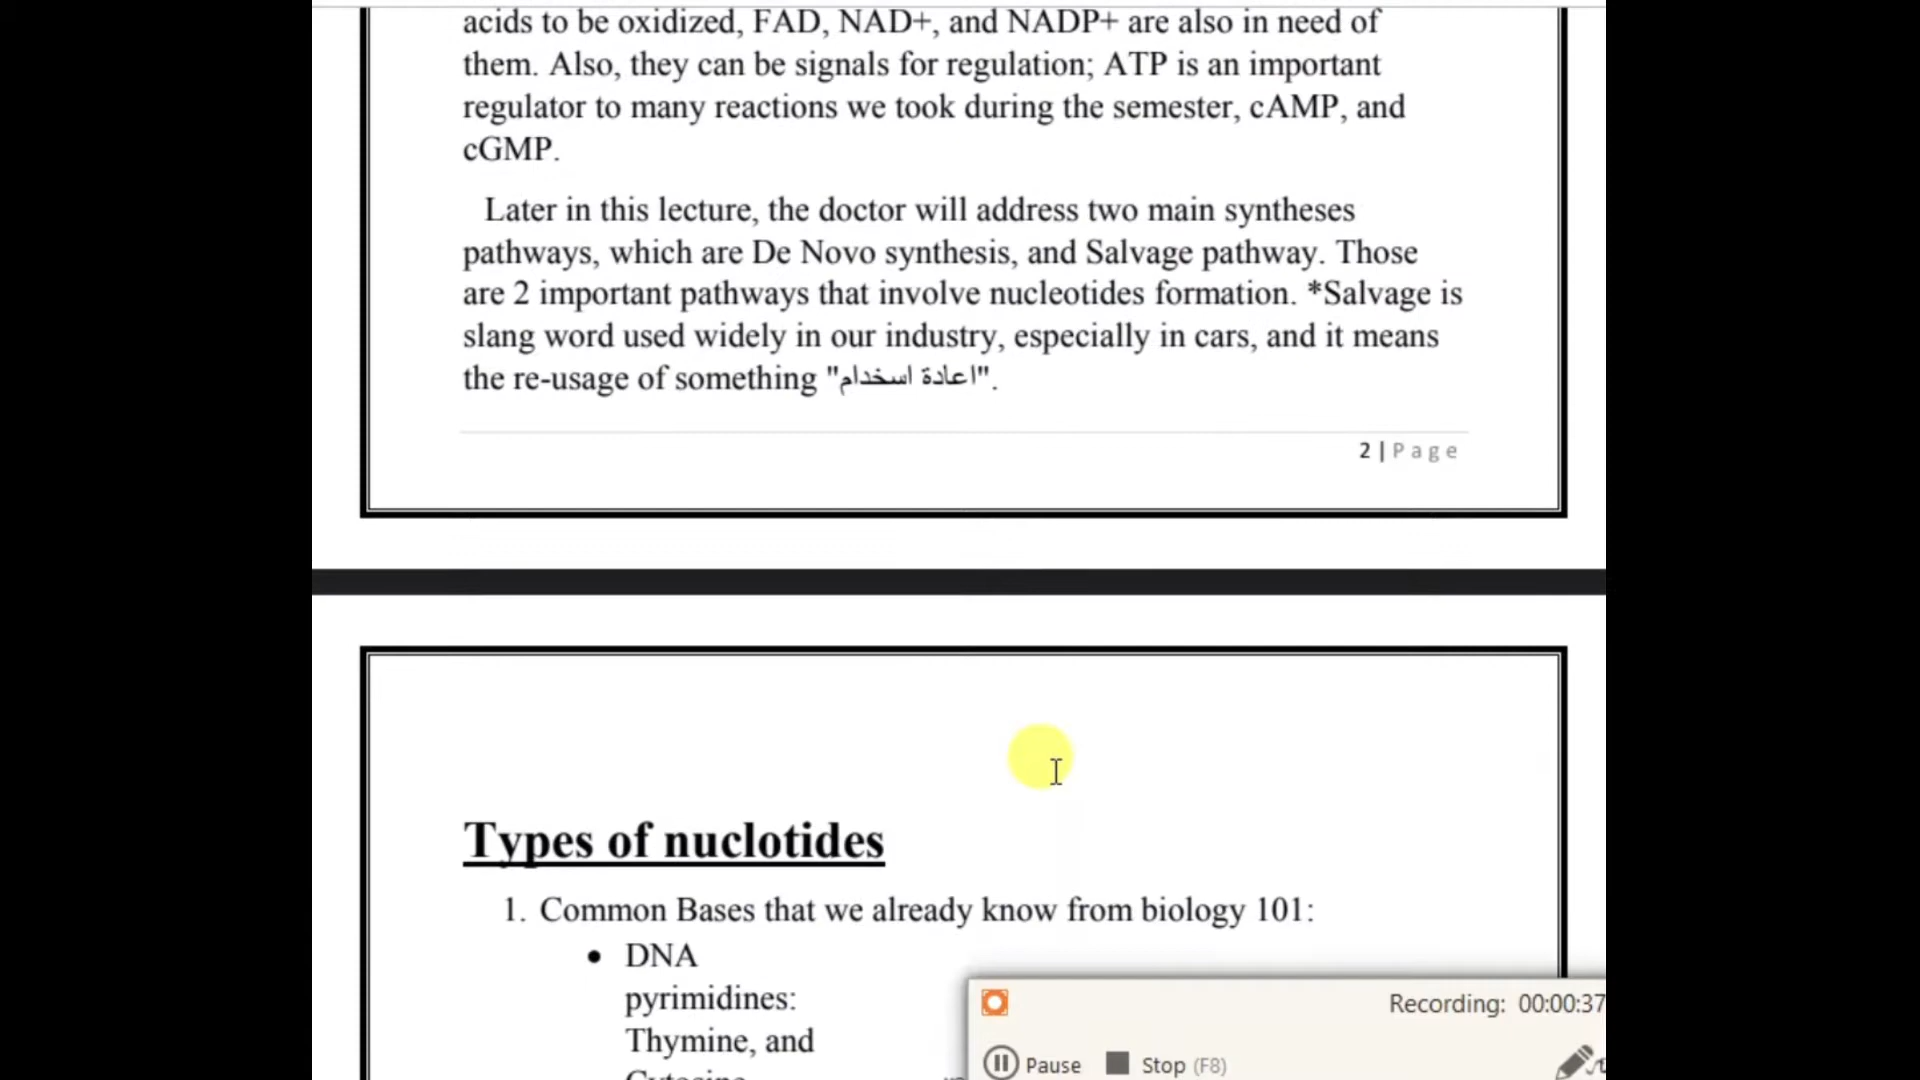 acids to be oxidized, FAD, NAD+, and NADP+ are also in need of
them. Also, they can be signals for regulation; ATP is an important
regulator to many reactions we took during the semester, cAMP, and
cGMP.
Later in this lecture, the doctor will address two main syntheses
pathways, which are De Novo synthesis, and Salvage pathway. Those
are 2 important pathways that involve nucleotides formation. *Salvage is
slang word used widely in our industry, especially in cars, and it means
the re-usage of something "اعادة اسخدام".
2 | Page
Types of nuclotides
1. Common Bases that we already know from biology 101:
• DNA
pyrimidines:
Thymine, and
Recording: 00:00:37
Pause Stop (F8)